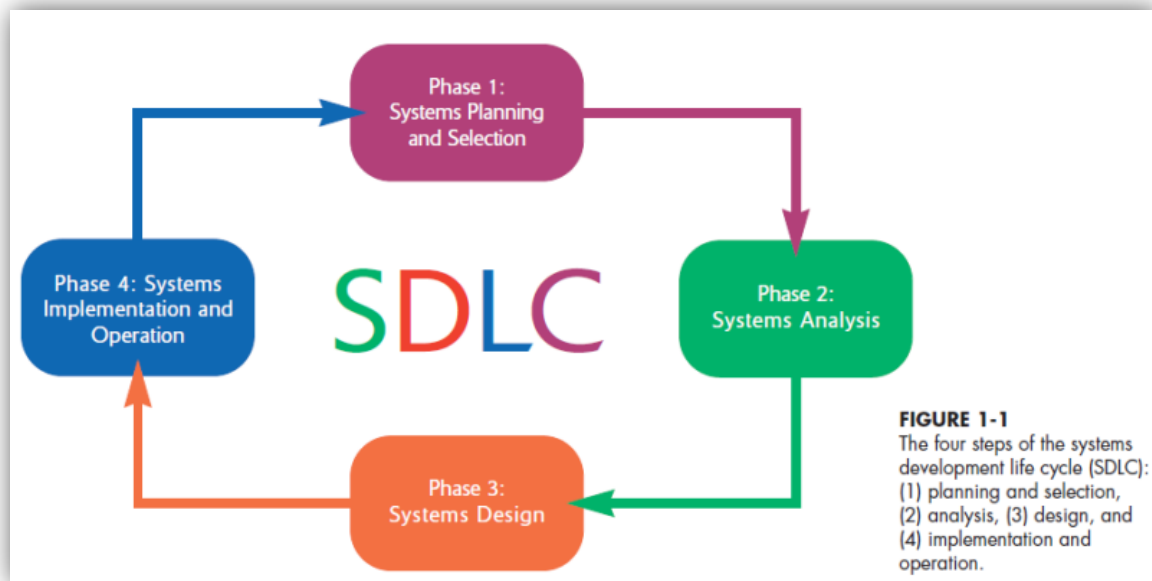 Phase 1:
Systems Planning
and Selection
Phase 4: Systems
Implementation and
Operation
SDLC
Phase 2:
Systems Analysis
Phase 3:
Systems Design
FIGURE 1-1
The four steps of the systems
development life cycle (SDLC):
(1) planning and selection,
(2) analysis, (3) design, and
(4) implementation and
operation.